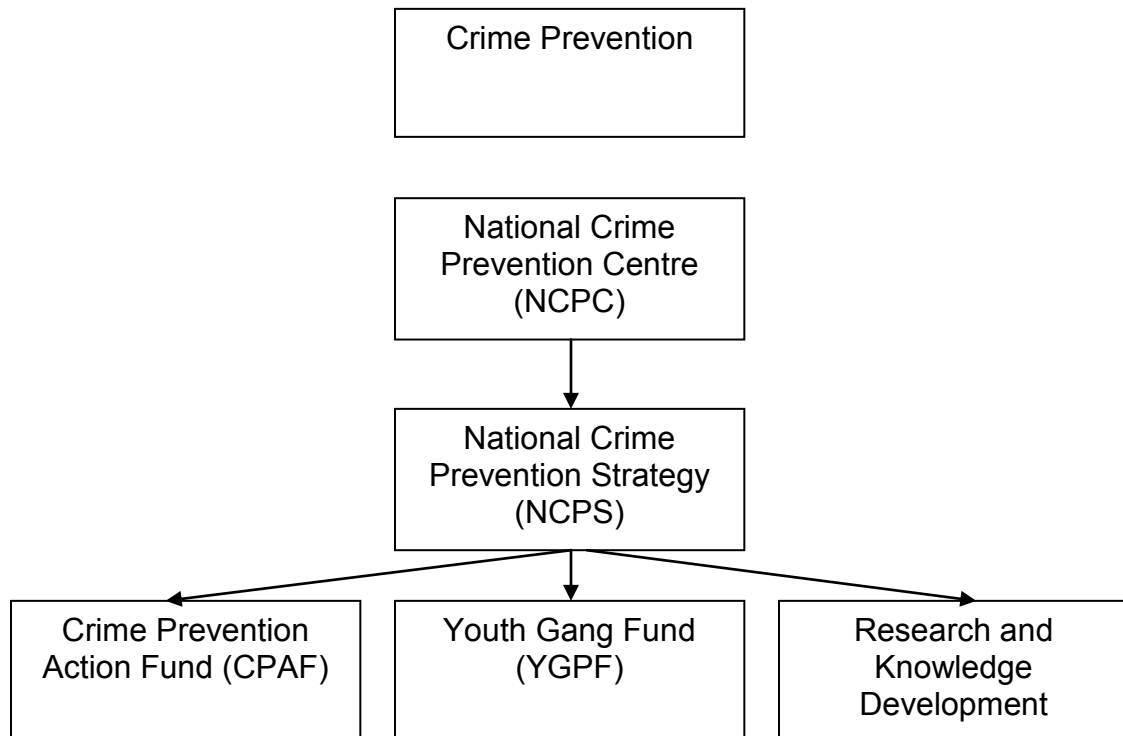 Crime Prevention
National Crime
Prevention Centre
(NCPC)
National Crime
Prevention Strategy
(NCPS)
Crime Prevention
Action Fund (CPAF)
Youth Gang Fund
(YGPF)
Research and
Knowledge
Development